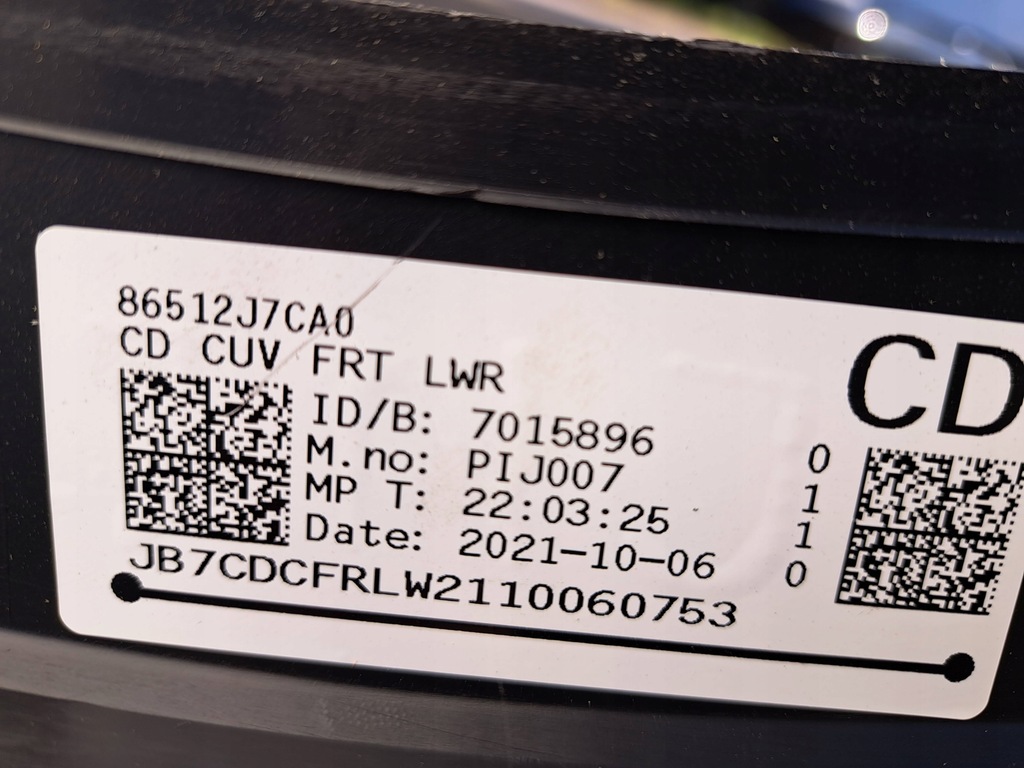 86512J7CA0
CD CUV FRT LWR
ID/B: 7015896
M.no: PIJ007
MP T: 22:03:25
Date: 2021-10-06
JB7CDCFRLW2110060753
CD
0
1
1
0